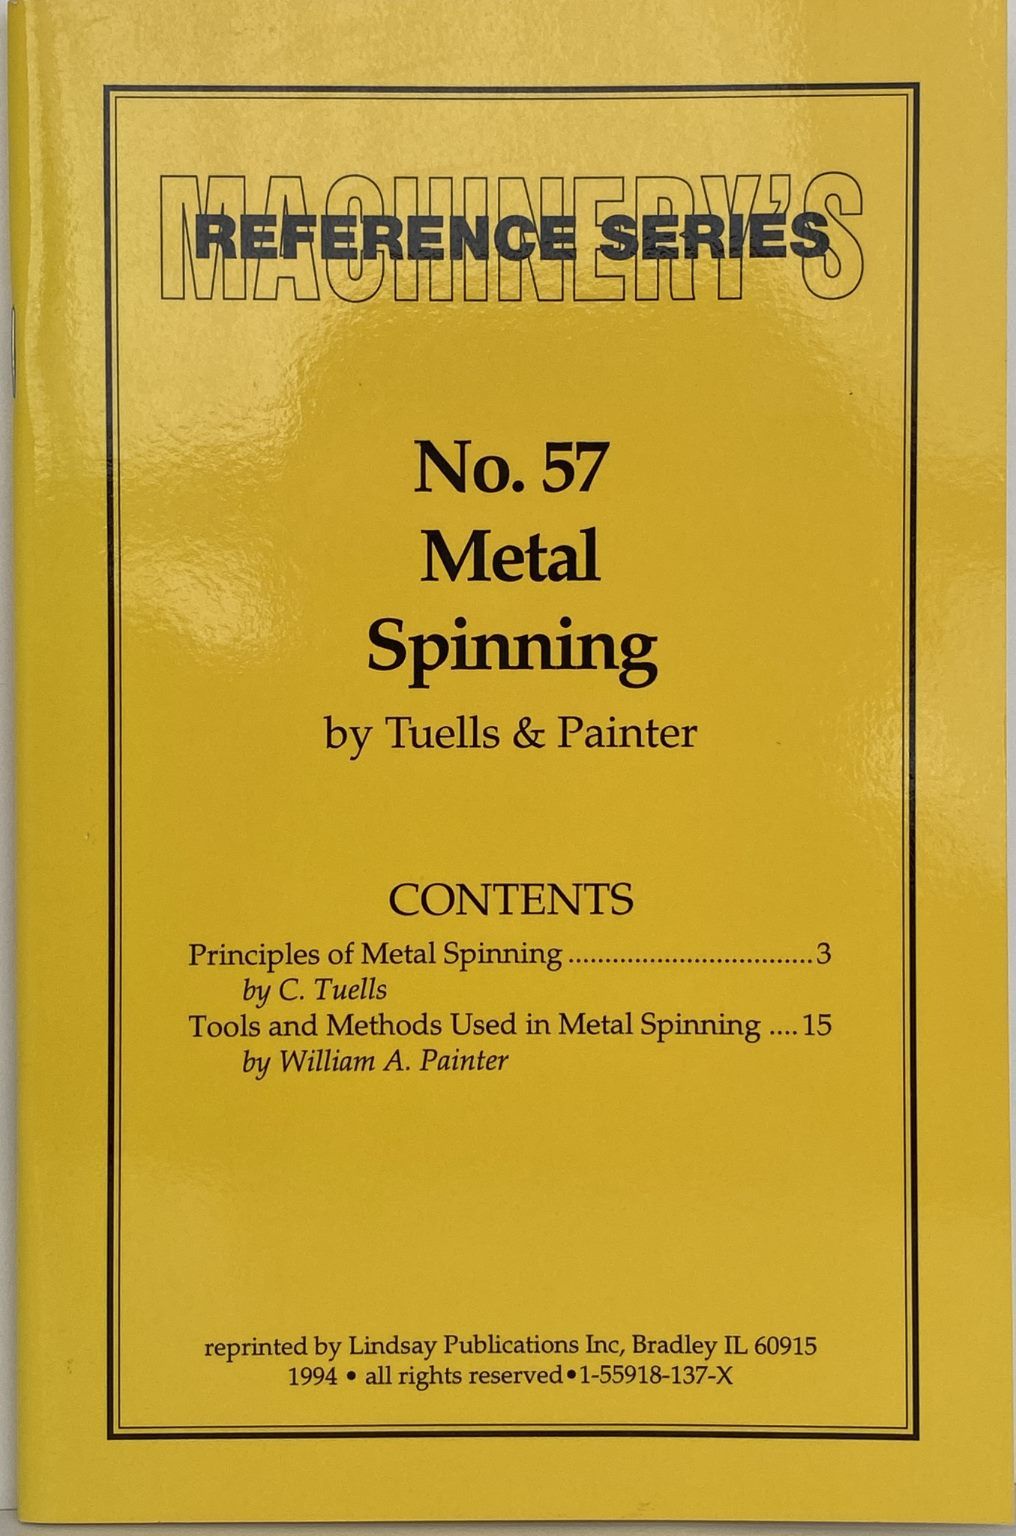 MACHINERY'S
REFERENCE SERIES
No. 57
Metal
Spinning
by Tuells & Painter
CONTENTS
Principles of Metal Spinning.................................3
by C. Tuells
Tools and Methods Used in Metal Spinning ....15
by William A. Painter
reprinted by Lindsay Publications Inc, Bradley IL 60915
1994 • all rights reserved•1-55918-137-X